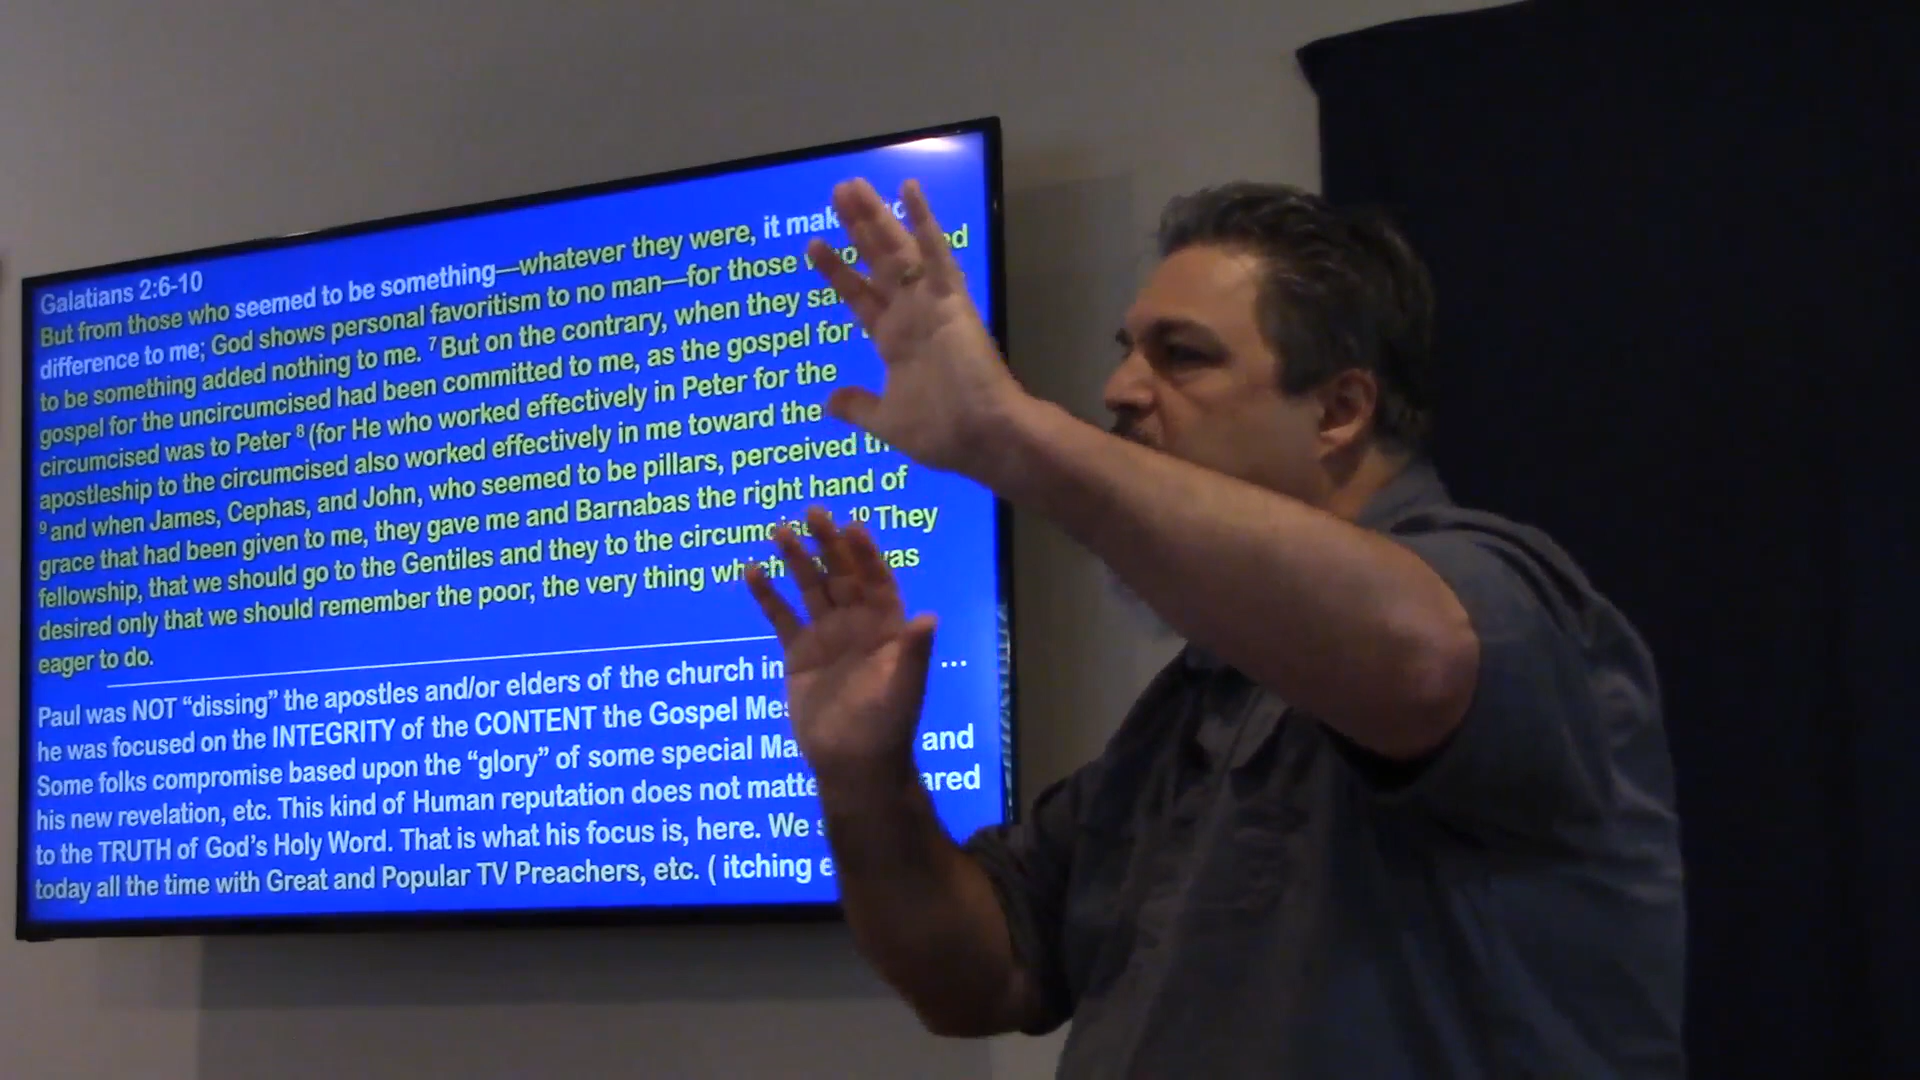 Galatians 2:6-10
But from those who seemed to be something—whatever they were, it
difference to me; God shows personal favoritism to no man—for those
to be something added nothing to me. 7 But on the contrary, when they
gospel for the uncircumcised had been committed to me, as the gospel for
circumcised was to Peter 8 (for He who worked effectively in Peter for the
apostleship to the circumcised also worked effectively in me toward the
9 and when James, Cephas, and John, who seemed to be pillars, perceived
grace that had been given to me, they gave me and Barnabas the right hand of
fellowship, that we should go to the Gentiles and they to the 10 They
desired only that we should remember the poor, the very thing which
eager to do.
Paul was NOT “dissing” the apostles and/or elders of the church in ...
he was focused on the INTEGRITY of the CONTENT the Gospel
Some folks compromise based upon the “glory” of some special and
his new revelation, etc. This kind of Human reputation does not
to the TRUTH of God's Holy Word. That is what his focus is, here. We
today all the time with Great and Popular TV Preachers, etc. ( itching